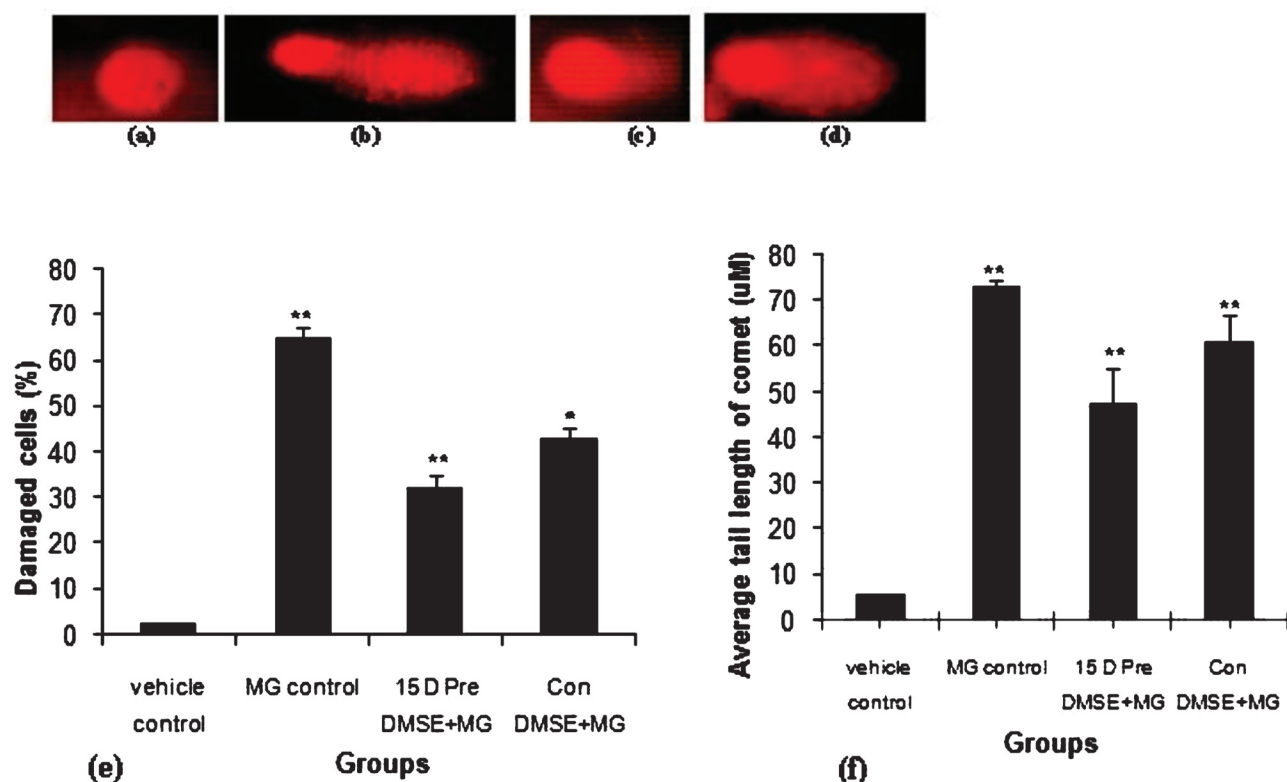 (a) (b) (c) (d)
Damaged cells (%)
80
70
60
50
40
30
20
10
0
**
**
*
vehicle control
MG control
15 D Pre DMSE+MG
Con DMSE+MG
Groups
(e)
Average tail length of comet (uM)
80
70
60
50
40
30
20
10
0
**
**
**
vehicle control
MG control
15 D Pre DMSE+MG
Con DMSE+MG
Groups
(f)